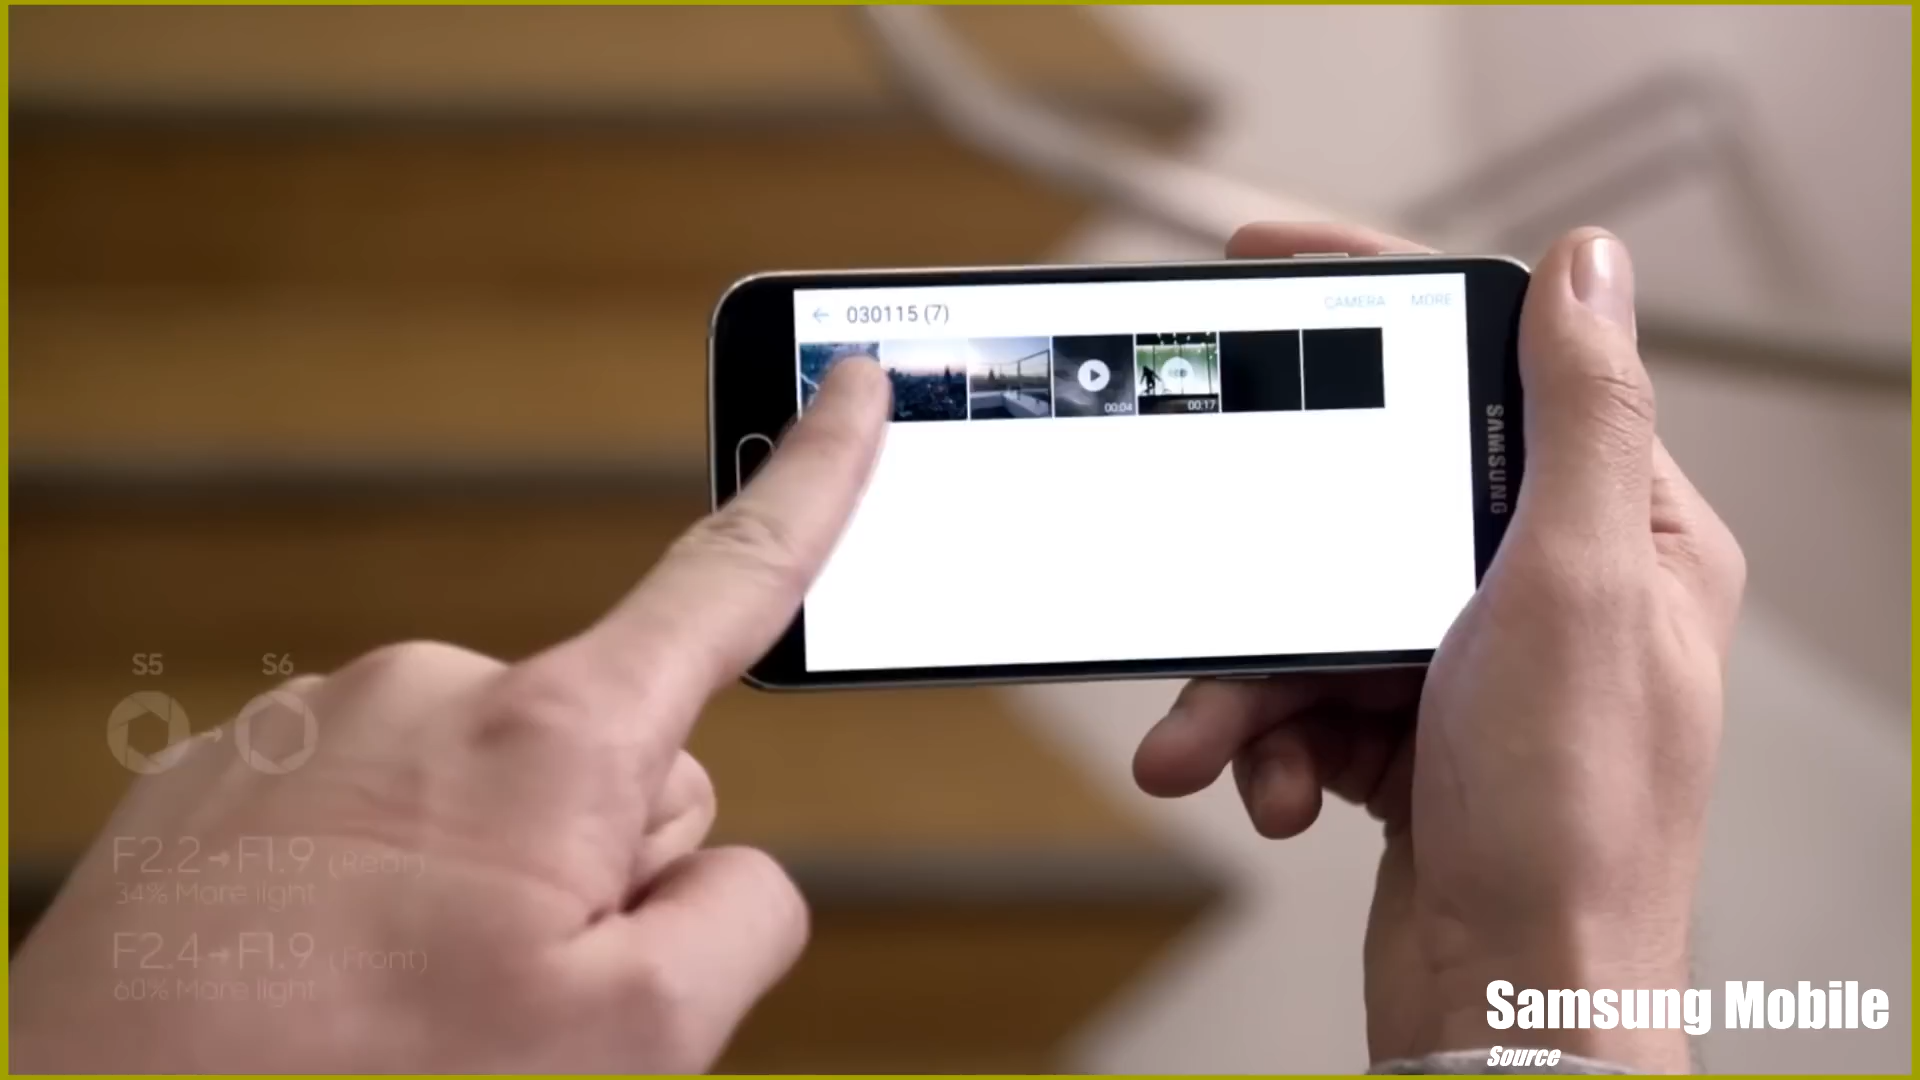 ← 030115 (7)
CAMERA MORE
00:04
00:17
SAMSUNG
S5 S6
F2.2→F1.9 (Rear)
34% More light
F2.4→F1.9 (Front)
60% More light
Samsung Mobile
Source